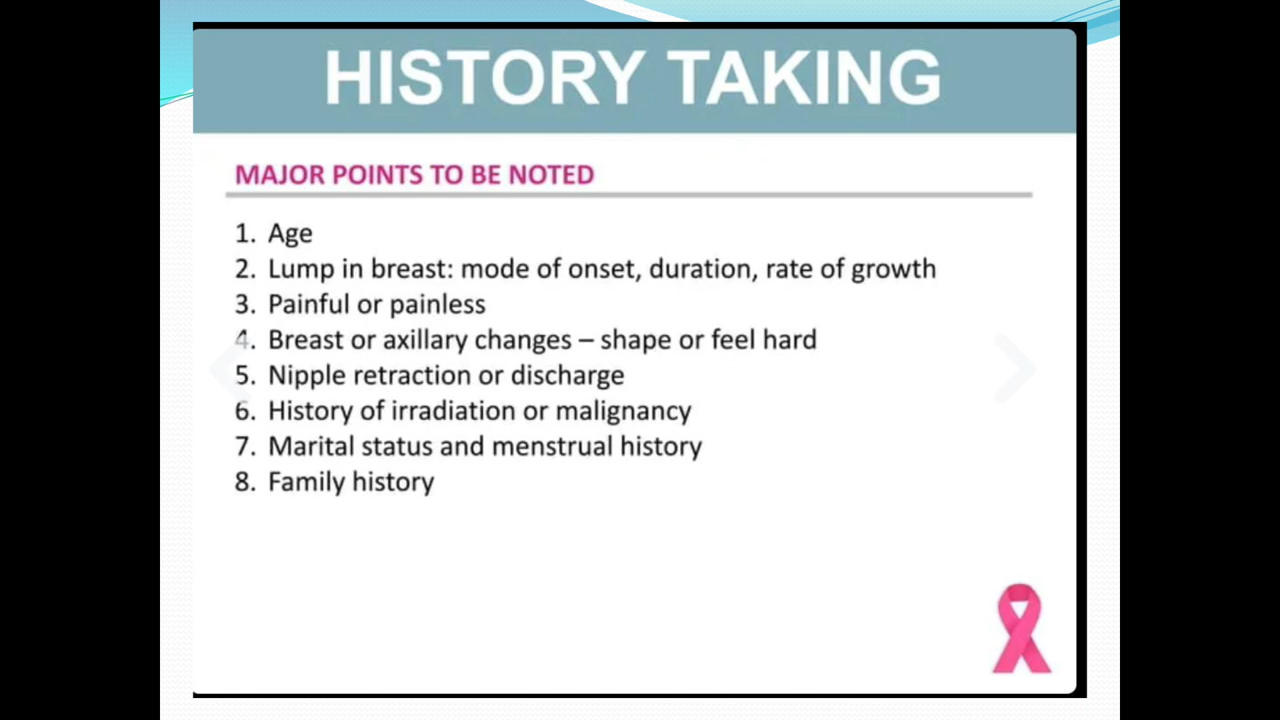 HISTORY TAKING
MAJOR POINTS TO BE NOTED
1. Age
2. Lump in breast: mode of onset, duration, rate of growth
3. Painful or painless
4. Breast or axillary changes – shape or feel hard
5. Nipple retraction or discharge
6. History of irradiation or malignancy
7. Marital status and menstrual history
8. Family history